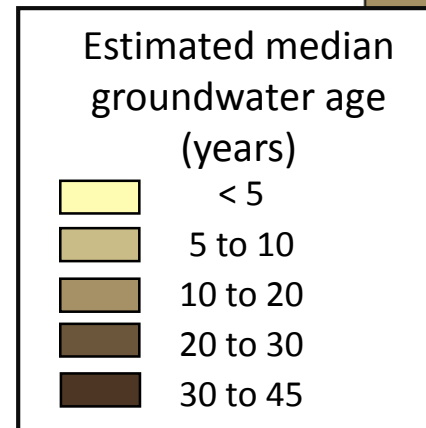 Estimated median
groundwater age
(years)
< 5
5 to 10
10 to 20
20 to 30
30 to 45